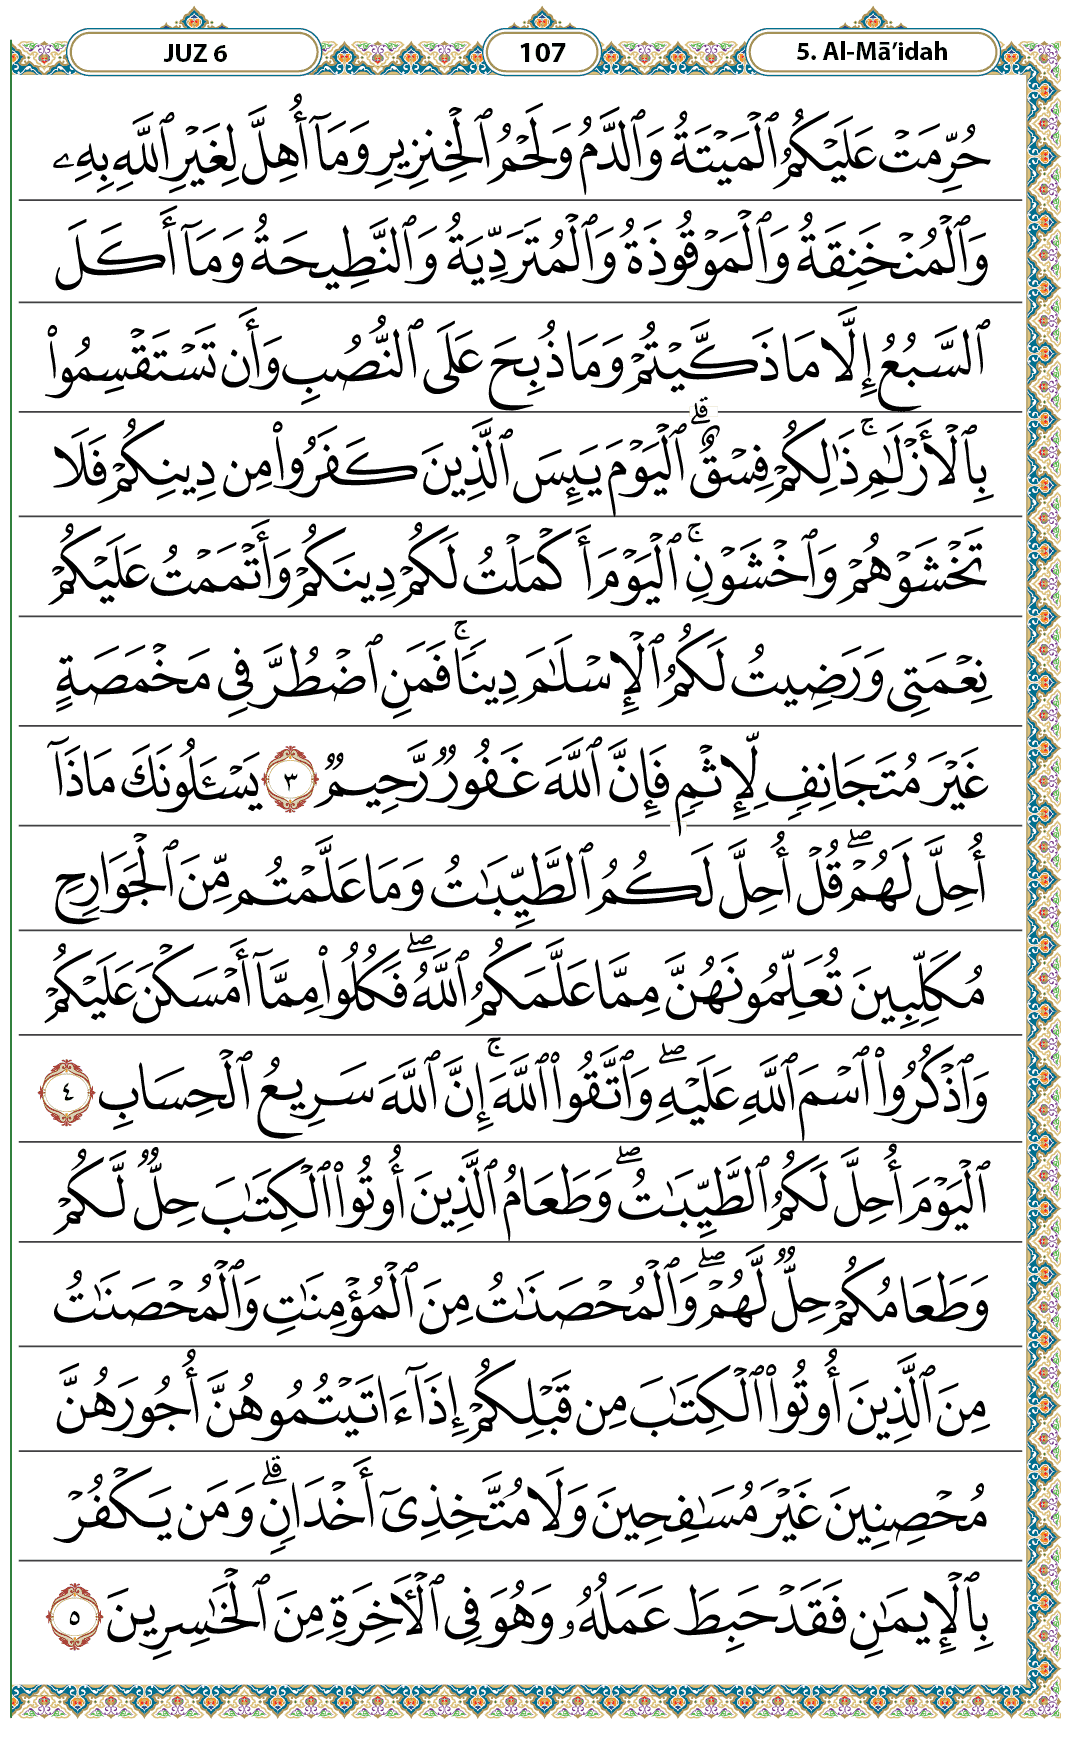 JUZ 6
107
5. Al-Mā’idah
حُرِّمَتْ عَلَيْكُمُ ٱلْمَيْتَةُ وَٱلدَّمُ وَلَحْمُ ٱلْخِنزِيرِ وَمَآ أُهِلَّ لِغَيْرِ ٱللَّهِ بِهِۦ
وَٱلْمُنْخَنِقَةُ وَٱلْمَوْقُوذَةُ وَٱلْمُتَرَدِّيَةُ وَٱلنَّطِيحَةُ وَمَآ أَكَلَ
ٱلسَّبُعُ إِلَّا مَا ذَكَّيْتُمْ وَمَا ذُبِحَ عَلَى ٱلنُّصُبِ وَأَن تَسْتَقْسِمُوا۟
بِٱلْأَزْلَـٰمِ ۚ ذَٰلِكُمْ فِسْقٌ ۗ ٱلْيَوْمَ يَئِسَ ٱلَّذِينَ كَفَرُوا۟ مِن دِينِكُمْ فَلَا
تَخْشَوْهُمْ وَٱخْشَوْنِ ۚ ٱلْيَوْمَ أَكْمَلْتُ لَكُمْ دِينَكُمْ وَأَتْمَمْتُ عَلَيْكُمْ
نِعْمَتِى وَرَضِيتُ لَكُمُ ٱلْإِسْلَـٰمَ دِينًا ۚ فَمَنِ ٱضْطُرَّ فِى مَخْمَصَةٍ
غَيْرَ مُتَجَانِفٍ لِّإِثْمٍ فَإِنَّ ٱللَّهَ غَفُورٌ رَّحِيمٌ ٣ يَسْـَٔلُونَكَ مَاذَآ
أُحِلَّ لَهُمْ ۖ قُلْ أُحِلَّ لَكُمُ ٱلطَّيِّبَـٰتُ وَمَا عَلَّمْتُم مِّنَ ٱلْجَوَارِحِ
مُكَلِّبِينَ تُعَلِّمُونَهُنَّ مِمَّا عَلَّمَكُمُ ٱللَّهُ ۖ فَكُلُوا۟ مِمَّآ أَمْسَكْنَ عَلَيْكُمْ
وَٱذْكُرُوا۟ ٱسْمَ ٱللَّهِ عَلَيْهِ ۖ وَٱتَّقُوا۟ ٱللَّهَ ۚ إِنَّ ٱللَّهَ سَرِيعُ ٱلْحِسَابِ ٤
ٱلْيَوْمَ أُحِلَّ لَكُمُ ٱلطَّيِّبَـٰتُ ۖ وَطَعَامُ ٱلَّذِينَ أُوتُوا۟ ٱلْكِتَـٰبَ حِلٌّ لَّكُمْ
وَطَعَامُكُمْ حِلٌّ لَّهُمْ ۖ وَٱلْمُحْصَنَـٰتُ مِنَ ٱلْمُؤْمِنَـٰتِ وَٱلْمُحْصَنَـٰتُ
مِنَ ٱلَّذِينَ أُوتُوا۟ ٱلْكِتَـٰبَ مِن قَبْلِكُمْ إِذَآ ءَاتَيْتُمُوهُنَّ أُجُورَهُنَّ
مُحْصِنِينَ غَيْرَ مُسَـٰفِحِينَ وَلَا مُتَّخِذِىٓ أَخْدَانٍ ۗ وَمَن يَكْفُرْ
بِٱلْإِيمَـٰنِ فَقَدْ حَبِطَ عَمَلُهُۥ وَهُوَ فِى ٱلْـَٔاخِرَةِ مِنَ ٱلْخَـٰسِرِينَ ٥